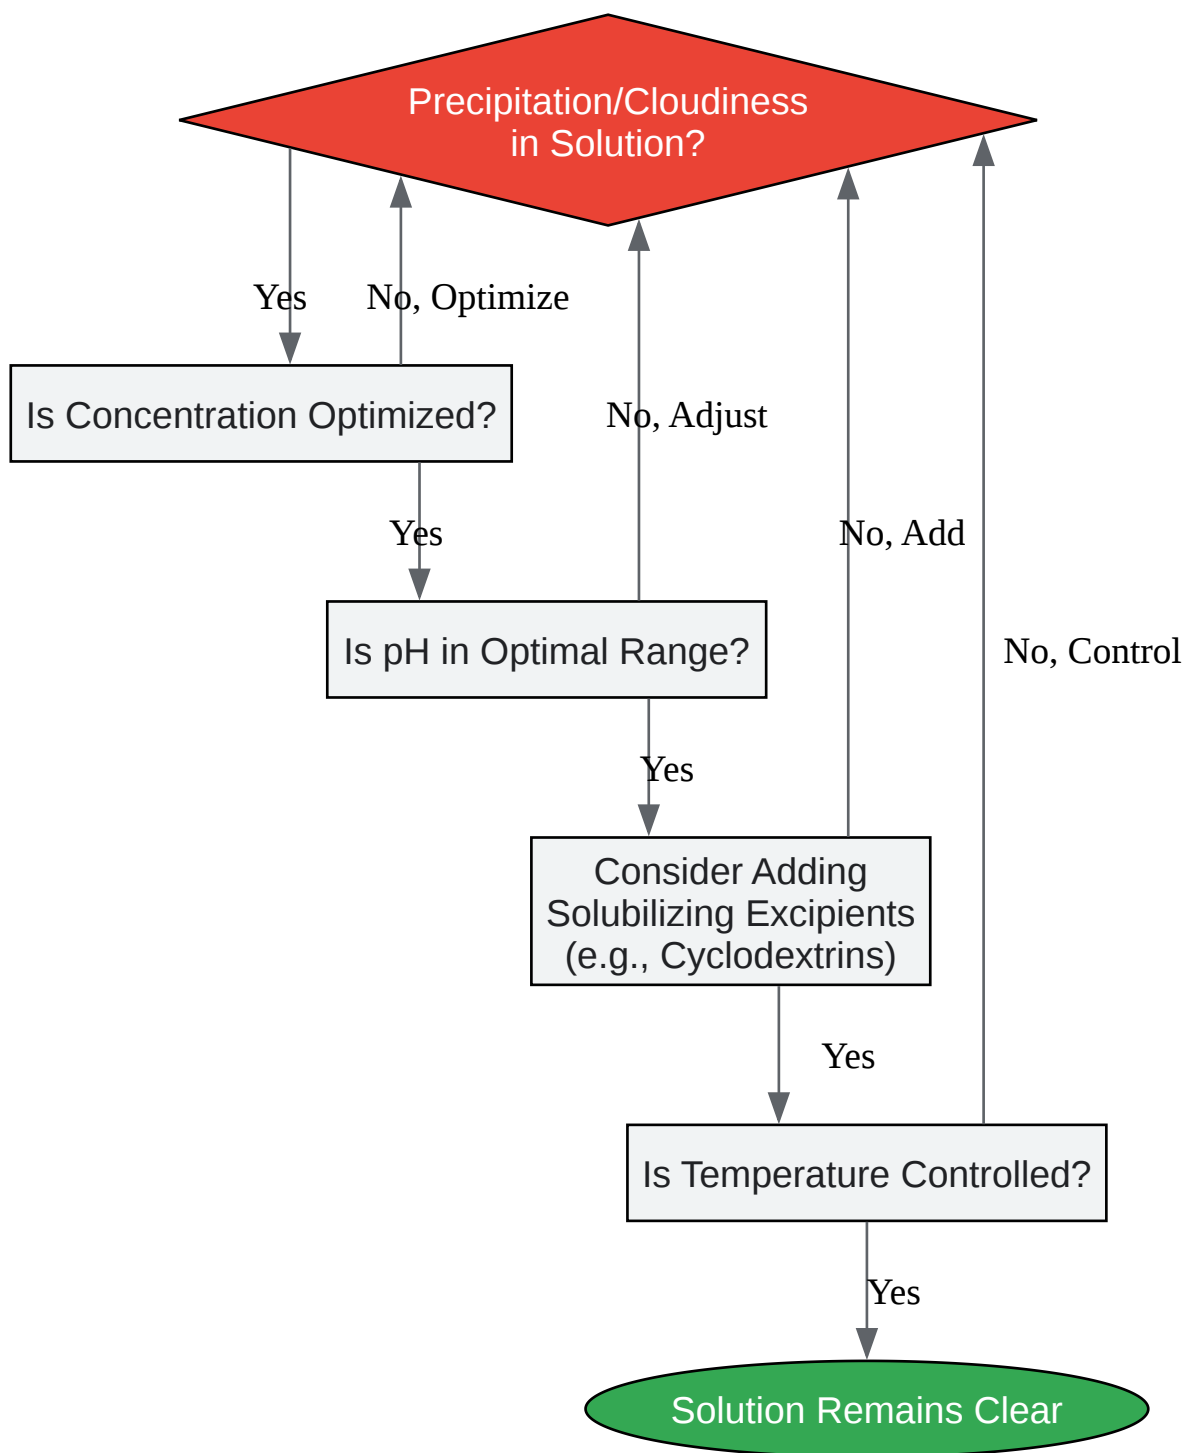 Precipitation/Cloudiness
in Solution?
Yes
No, Optimize
Is Concentration Optimized?
No, Adjust
Yes
No, Add
Is pH in Optimal Range?
No, Control
Yes
Consider Adding
Solubilizing Excipients
(e.g., Cyclodextrins)
Yes
Is Temperature Controlled?
Yes
Solution Remains Clear